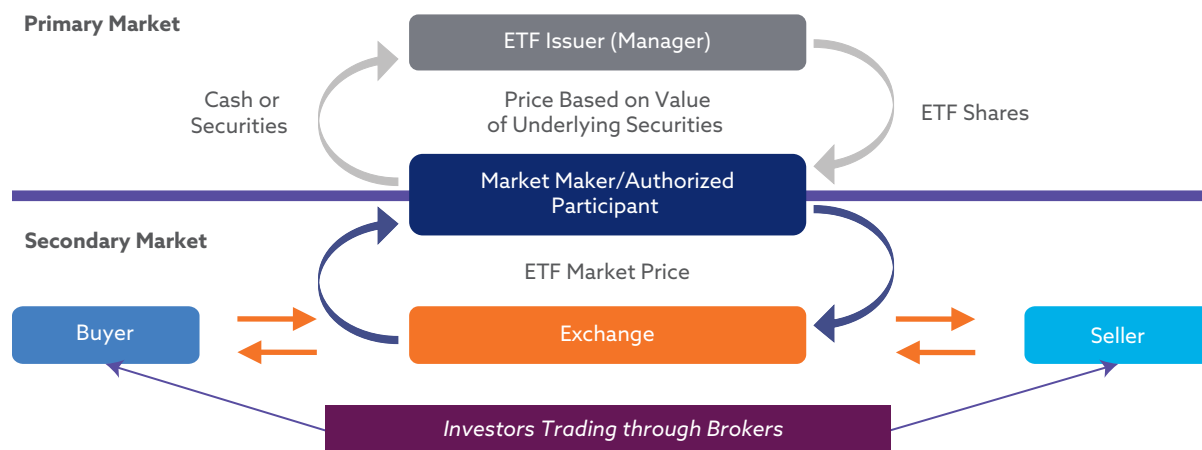 Primary Market
ETF Issuer (Manager)
Cash or
Securities
Price Based on Value
of Underlying Securities
ETF Shares
Market Maker/Authorized
Participant
Secondary Market
ETF Market Price
Buyer
Exchange
Seller
Investors Trading through Brokers